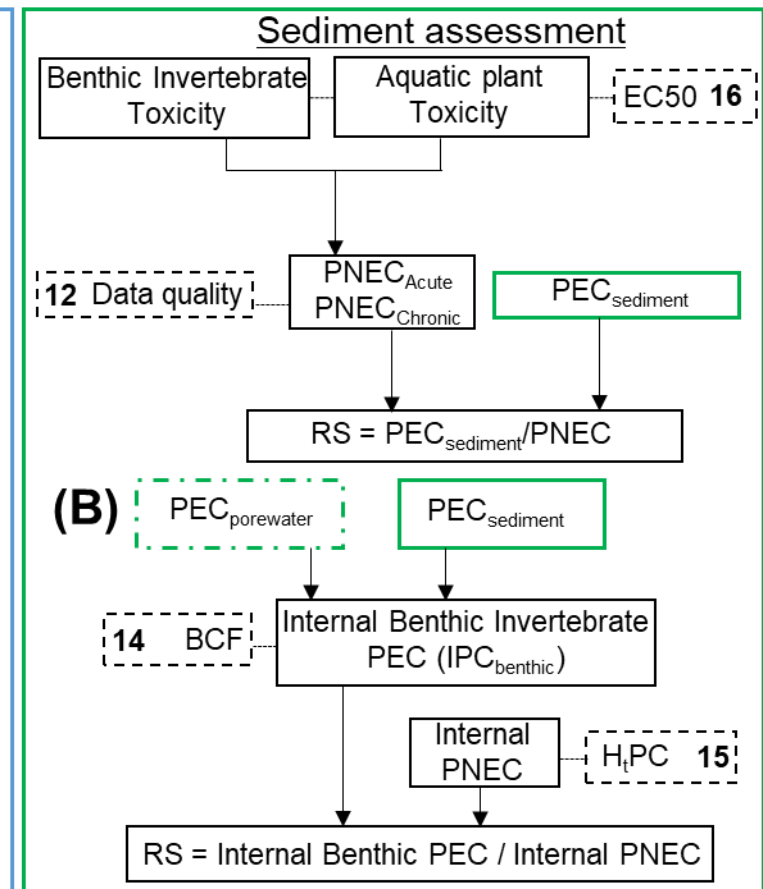 Sediment assessment
Benthic Invertebrate
Toxicity
Aquatic plant
Toxicity
EC50 16
12 Data quality
PNECAcute
PNECChronic
PECsediment
RS = PECsediment/PNEC
(B)
PECporewater
PECsediment
14 BCF
Internal Benthic Invertebrate
PEC (IPCbenthic)
Internal
PNEC
HtPC 15
RS = Internal Benthic PEC / Internal PNEC